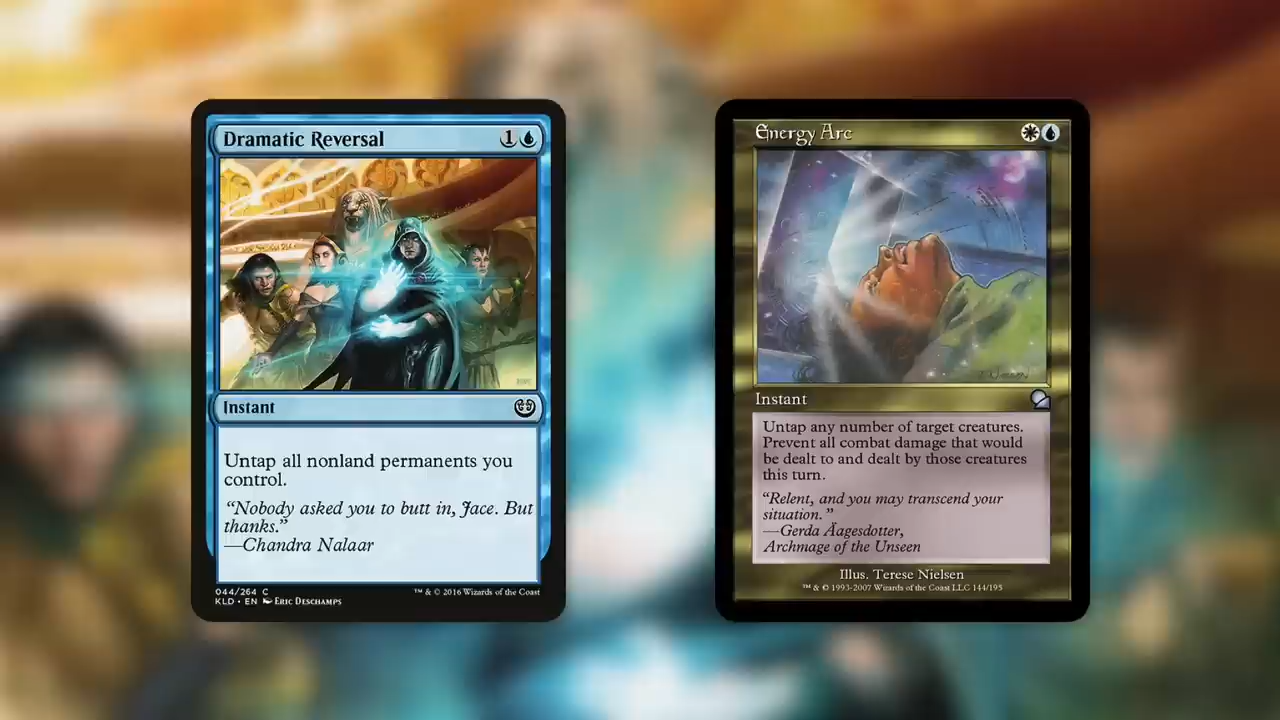 Dramatic Reversal 1
Instant
Untap all nonland permanents you
control.
“Nobody asked you to butt in, Jace. But
thanks.”
—Chandra Nalaar
044/264 C
KLD • EN Eric Deschamps
™ & © 2016 Wizards of the Coast
Energy Arc
Instant
Untap any number of target creatures.
Prevent all combat damage that would
be dealt to and dealt by those creatures
this turn.
“Relent, and you may transcend your
situation.”
—Gerda Äagesdotter,
Archmage of the Unseen
Illus. Terese Nielsen
™ & © 1993-2007 Wizards of the Coast LLC 144/195